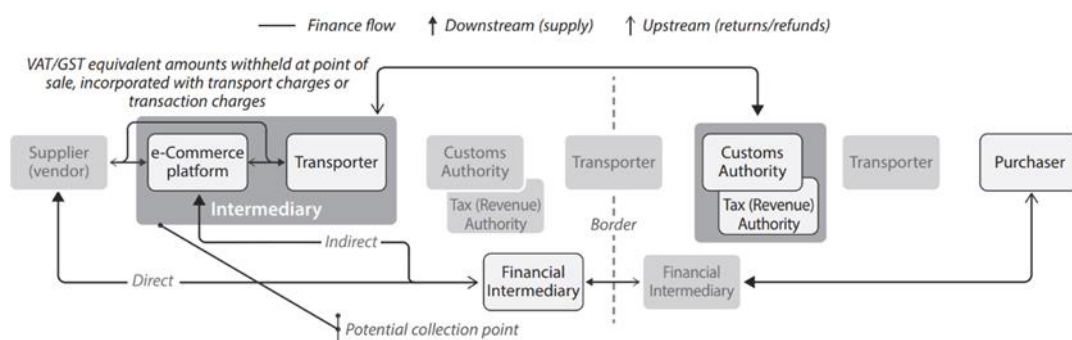 Finance flow
Downstream (supply)
Upstream (returns/refunds)
VAT/GST equivalent amounts withheld at point
of sale, incorporated with transport charges or
transaction charges
Supplier
(vendor)
e-Commerce
platform
Transporter
Intermediary
Customs
Authority
Tax (Revenue)
Authority
Transporter
Border
Customs
Authority
Tax (Revenue)
Authority
Transporter
Purchaser
Indirect
Direct
Financial
Intermediary
Financial
Intermediary
Potential collection point